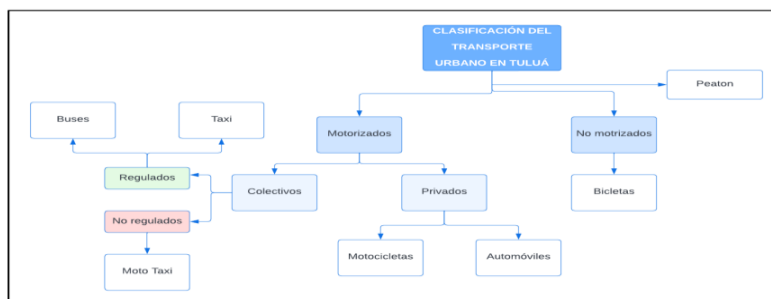 CLASIFICACIÓN DEL
TRANSPORTE
URBANO EN TULUÁ
Peaton
Buses
Taxi
Motorizados
No motrizados
Regulados
Colectivos
Privados
Bicletas
No regulados
Moto Taxi
Motocicletas
Automóviles